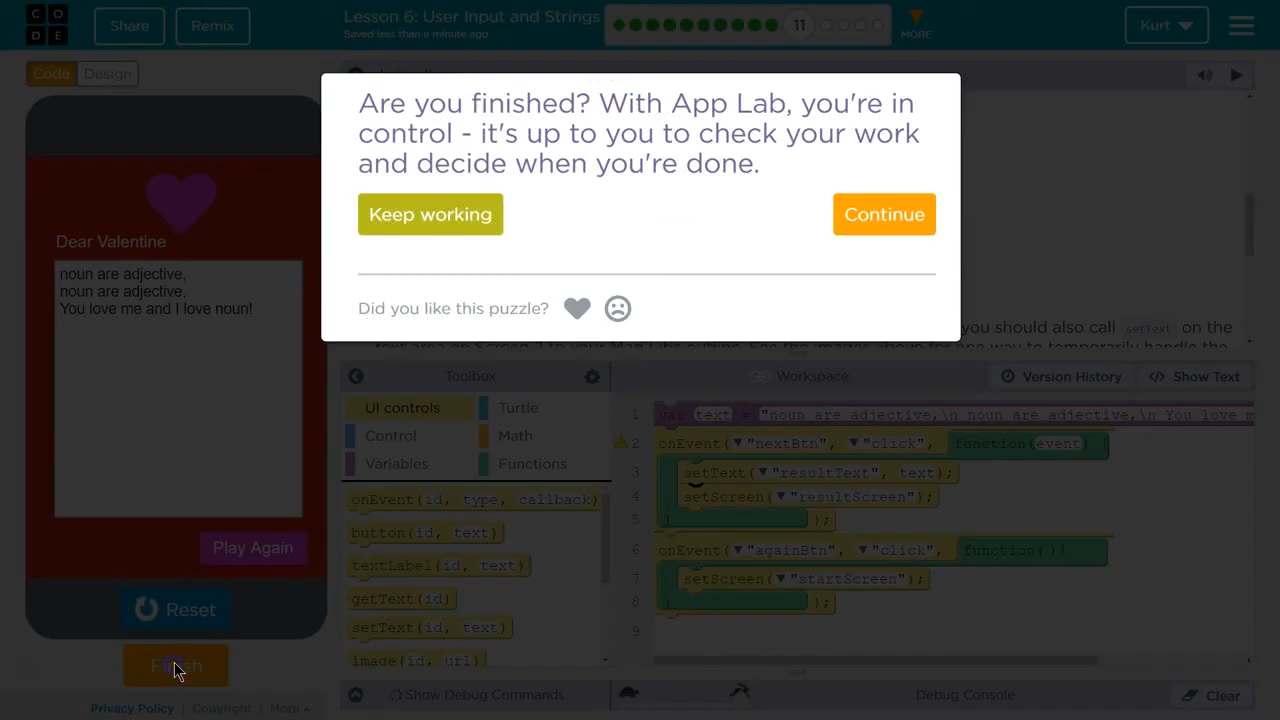 CODE
Share
Remix
Lesson 6: User Input and Strings
Saved less than a minute ago
11
MORE
Kurt
Code
Design
Are you finished? With App Lab, you're in
control - it's up to you to check your work
and decide when you're done.
Keep working
Continue
Did you like this puzzle?
Dear Valentine
noun are adjective,
noun are adjective,
You love me and I love noun!
Play Again
Reset
Finish
you should also call setText on the
Toolbox
Workspace:
Version History
</> Show Text
UI controls
Turtle
Control
Math
Variables
Functions
onEvent(id, type, callback)
button(id, text)
textLabel(id, text)
getText(id)
setText(id, text)
image(id, url)
1 var text = "noun are adjective,\n noun are adjective,\n You love m
2 onEvent(▼"nextBtn", ▼"click", function(event) {
3 setText(▼"resultText", text);
4 setScreen(▼"resultScreen");
5 });
6 onEvent(▼"againBtn", ▼"click", function(){
7 setScreen(▼"startScreen");
8 });
9
Show Debug Commands
Debug Console
Clear
Privacy Policy | Copyright | More